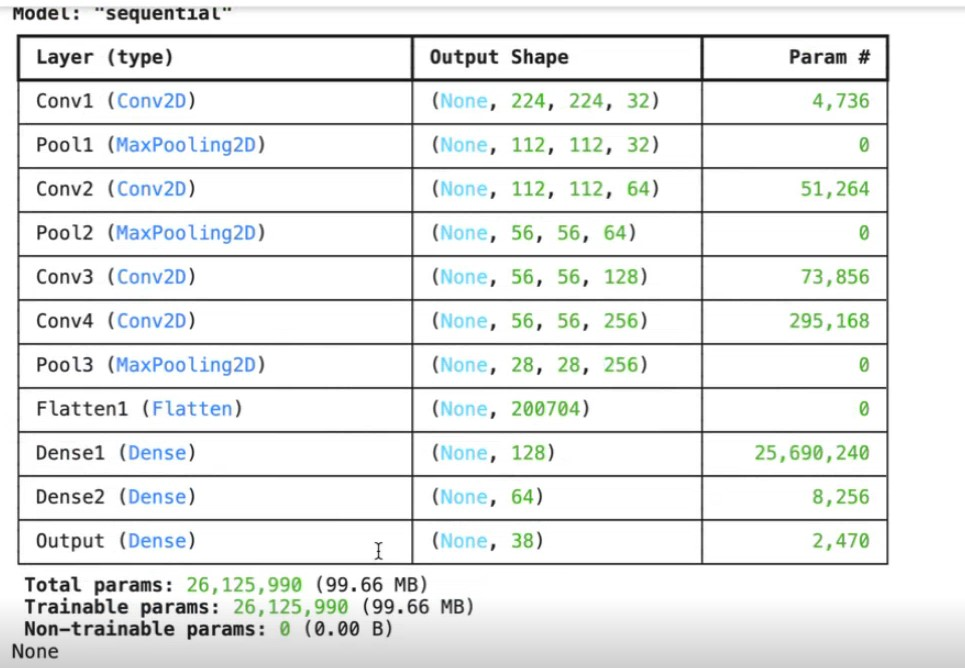 Model: "sequential"
Layer (type) Output Shape Param #
Conv1 (Conv2D) (None, 224, 224, 32) 4,736
Pool1 (MaxPooling2D) (None, 112, 112, 32) 0
Conv2 (Conv2D) (None, 112, 112, 64) 51,264
Pool2 (MaxPooling2D) (None, 56, 56, 64) 0
Conv3 (Conv2D) (None, 56, 56, 128) 73,856
Conv4 (Conv2D) (None, 56, 56, 256) 295,168
Pool3 (MaxPooling2D) (None, 28, 28, 256) 0
Flatten1 (Flatten) (None, 200704) 0
Dense1 (Dense) (None, 128) 25,690,240
Dense2 (Dense) (None, 64) 8,256
Output (Dense) (None, 38) 2,470
Total params: 26,125,990 (99.66 MB)
Trainable params: 26,125,990 (99.66 MB)
Non-trainable params: 0 (0.00 B)
None